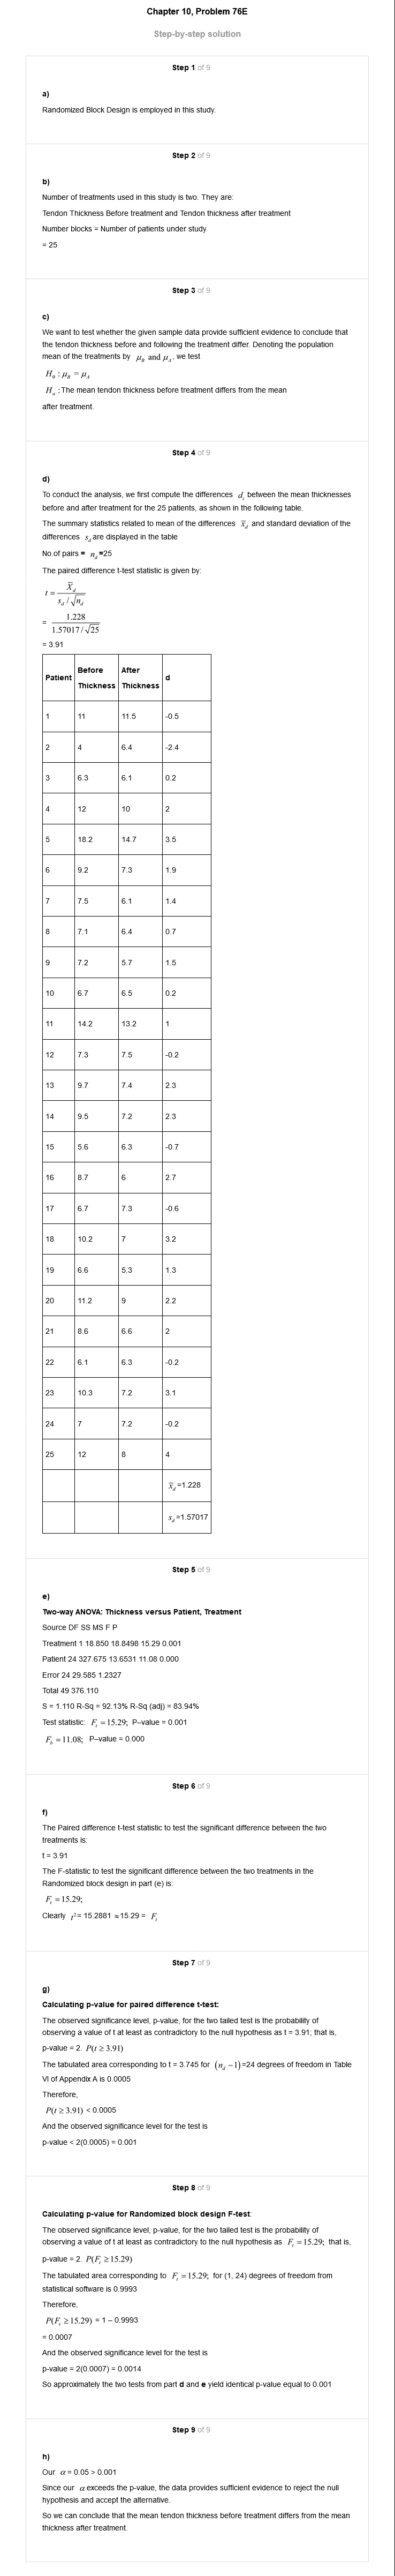 Chapter 10, Problem 76E
Step-by-step solution
Step 1 of 9
a)
Randomized Block Design is employed in this study.
Step 2 of 9
b)
Number of treatments used in this study is two. They are:
Tendon Thickness Before treatment and Tendon thickness after treatment
Number blocks = Number of patients under study
= 25
Step 3 of 9
c)
We want to test whether the given sample data provide sufficient evidence to conclude that
the tendon thickness before and following the treatment differ. Denoting the population
mean of the treatments by μ_B and μ_A, we test
H_0 : μ_B = μ_A
H_a : The mean tendon thickness before treatment differs from the mean
after treatment.
Step 4 of 9
d)
To conduct the analysis, we first compute the differences d_i between the mean thicknesses
before and after treatment for the 25 patients, as shown in the following table.
The summary statistics related to mean of the differences x̄_d and standard deviation of the
differences s_d are displayed in the table
No.of pairs = n_d =25
The paired difference t-test statistic is given by:
t = x̄_d / (s_d / √n_d)
= 1.228 / (1.57017 / √25)
= 3.91
Patient Before Thickness After Thickness d
1 11 11.5 -0.5
2 4 6.4 -2.4
3 6.3 6.1 0.2
4 12 10 2
5 18.2 14.7 3.5
6 9.2 7.3 1.9
7 7.5 6.1 1.4
8 7.1 6.4 0.7
9 7.2 5.7 1.5
10 6.7 6.5 0.2
11 14.2 13.2 1
12 7.3 7.5 -0.2
13 9.7 7.4 2.3
14 9.5 7.2 2.3
15 5.6 6.3 -0.7
16 8.7 6 2.7
17 6.7 7.3 -0.6
18 10.2 7 3.2
19 6.6 5.3 1.3
20 11.2 9 2.2
21 8.6 6.6 2
22 6.1 6.3 -0.2
23 10.3 7.2 3.1
24 7 7.2 -0.2
25 12 8 4
x̄_d =1.228
s_d =1.57017
Step 5 of 9
e)
Two-way ANOVA: Thickness versus Patient, Treatment
Source DF SS MS F P
Treatment 1 18.850 18.8498 15.29 0.001
Patient 24 327.675 13.6531 11.08 0.000
Error 24 29.585 1.2327
Total 49 376.110
S = 1.110 R-Sq = 92.13% R-Sq (adj) = 83.94%
Test statistic: F_t = 15.29; P–value = 0.001
F_b = 11.08; P–value = 0.000
Step 6 of 9
f)
The Paired difference t-test statistic to test the significant difference between the two
treatments is:
t = 3.91
The F-statistic to test the significant difference between the two treatments in the
Randomized block design in part (e) is:
F_t = 15.29;
Clearly t² = 15.2881 ≈ 15.29 = F_t
Step 7 of 9
g)
Calculating p-value for paired difference t-test:
The observed significance level, p-value, for the two tailed test is the probability of
observing a value of t at least as contradictory to the null hypothesis as t = 3.91; that is,
p-value = 2. P(t ≥ 3.91)
The tabulated area corresponding to t = 3.745 for (n_d − 1) =24 degrees of freedom in Table
VI of Appendix A is 0.0005
Therefore,
P(t ≥ 3.91) < 0.0005
And the observed significance level for the test is
p-value < 2(0.0005) = 0.001
Step 8 of 9
Calculating p-value for Randomized block design F-test:
The observed significance level, p-value, for the two tailed test is the probability of
observing a value of t at least as contradictory to the null hypothesis as F_t = 15.29; that is,
p-value = 2. P(F_t ≥ 15.29)
The tabulated area corresponding to F_t = 15.29; for (1, 24) degrees of freedom from
statistical software is 0.9993
Therefore,
P(F_t ≥ 15.29) = 1 – 0.9993
= 0.0007
And the observed significance level for the test is
p-value = 2(0.0007) = 0.0014
So approximately the two tests from part d and e yield identical p-value equal to 0.001
Step 9 of 9
h)
Our α = 0.05 > 0.001
Since our α exceeds the p-value, the data provides sufficient evidence to reject the null
hypothesis and accept the alternative.
So we can conclude that the mean tendon thickness before treatment differs from the mean
thickness after treatment.